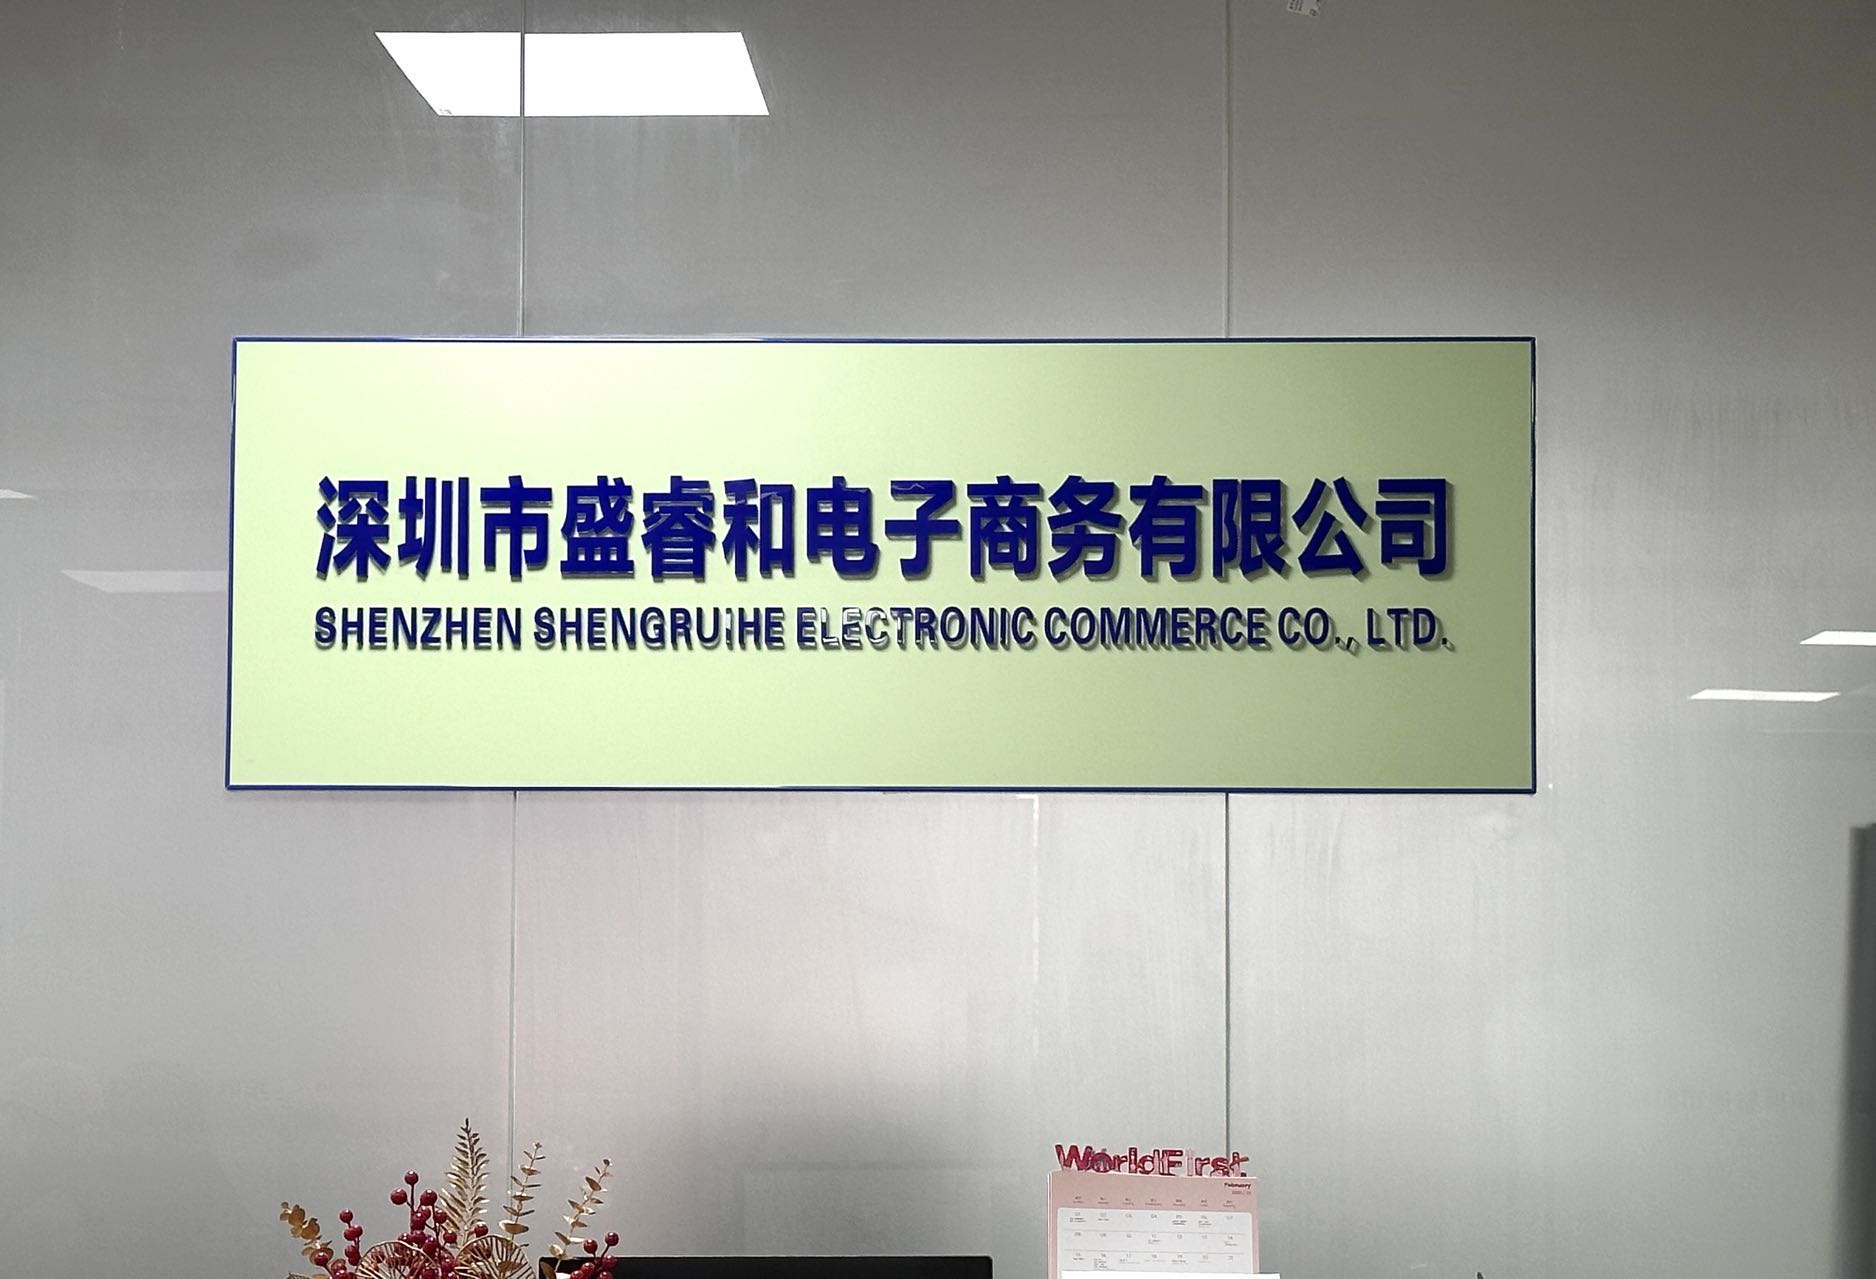 深圳市盛睿和电子商务有限公司
SHENZHEN SHENGRUIHE ELECTRONIC COMMERCE CO., LTD.
WorldFirst
February